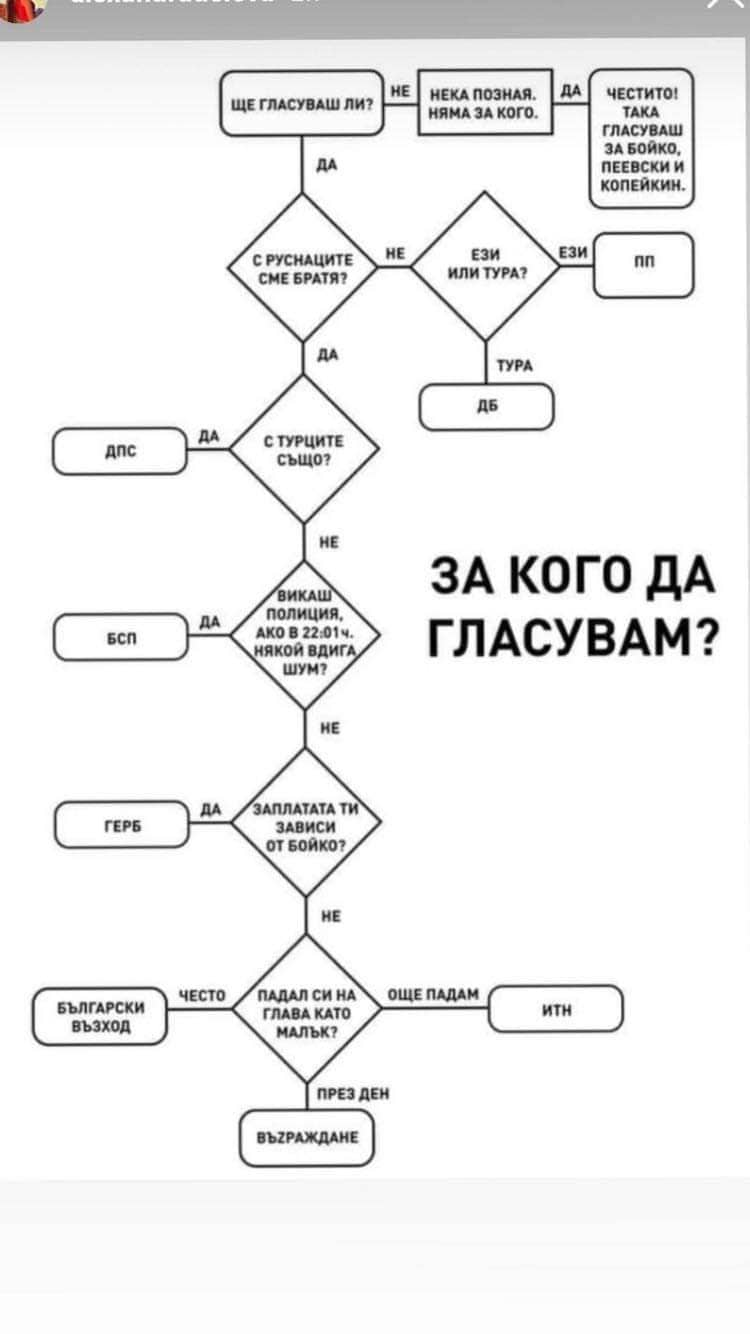 ЩЕ ГЛАСУВАШ ЛИ?
НЕ
НЕКА ПОЗНАЯ.
НЯМА ЗА КОГО.
ДА
ЧЕСТИТО!
ТАКА
ГЛАСУВАШ
ЗА БОЙКО,
ПЕЕВСКИ И
КОПЕЙКИН.
ДА
С РУСНАЦИТЕ
СМЕ БРАТЯ?
НЕ
ЕЗИ
ИЛИ ТУРА?
ЕЗИ
ПП
ТУРА
ДБ
ДА
С ТУРЦИТЕ
СЪЩО?
ДА
ДПС
НЕ
ЗА КОГО ДА
ГЛАСУВАМ?
ВИКАШ
ПОЛИЦИЯ,
АКО В 22:01ч.
НЯКОЙ ВДИГА
ШУМ?
ДА
БСП
НЕ
ЗАПЛАТАТА ТИ
ЗАВИСИ
ОТ БОЙКО?
ДА
ГЕРБ
НЕ
ПАДАЛ СИ НА
ГЛАВА КАТО
МАЛЪК?
ЧЕСТО
БЪЛГАРСКИ
ВЪЗХОД
ОЩЕ ПАДАМ
ИТН
ПРЕЗ ДЕН
ВЪZРАЖДАНЕ